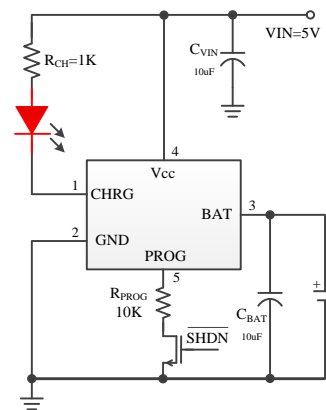 VIN=5V
RCH=1K
CVIN
10uF
4
Vcc
1
CHRG
3
BAT
2
GND
PROG
5
RPROG
10K
SHDN
CBAT
10uF
+